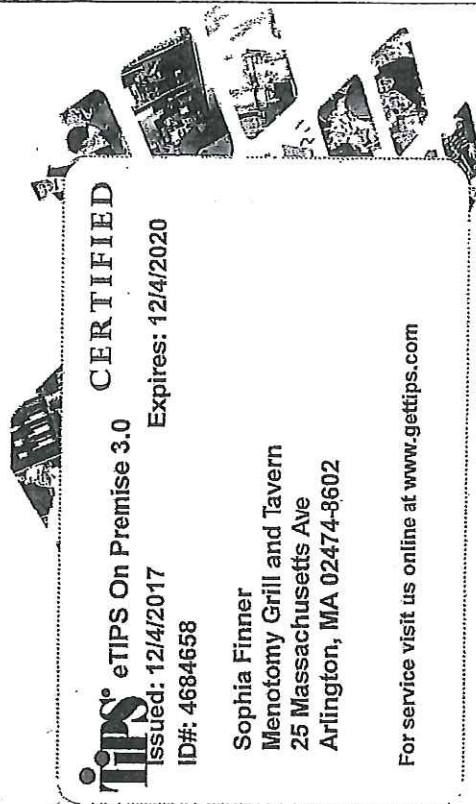 TIPS® eTIPS On Premise 3.0 CERTIFIED
Issued: 12/4/2017 Expires: 12/4/2020
ID#: 4684658
Sophia Finner
Menotomy Grill and Tavern
25 Massachusetts Ave
Arlington, MA 02474-8602
For service visit us online at www.gettips.com